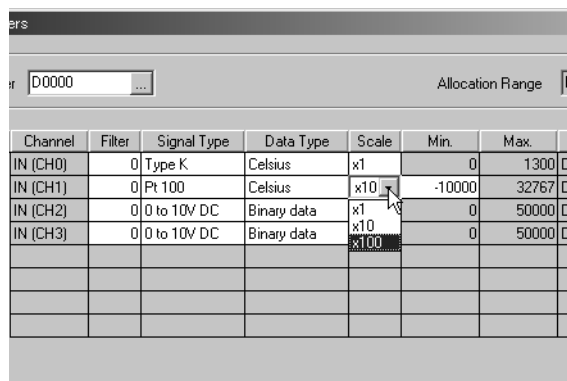 ers
er D0000 ... Allocation Range
Channel Filter Signal Type Data Type Scale Min. Max.
IN (CH0) 0 Type K Celsius x1 0 1300
IN (CH1) 0 Pt 100 Celsius x10 -10000 32767
IN (CH2) 0 0 to 10V DC Binary data x1 0 50000
x10
IN (CH3) 0 0 to 10V DC Binary data x100 0 50000